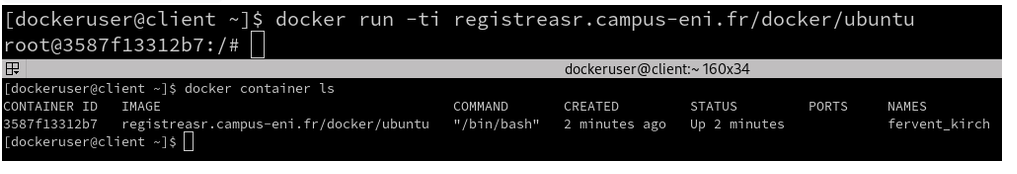 [dockeruser@client ~]$ docker run -ti registreasr.campus-eni.fr/docker/ubuntu
root@3587f13312b7:/#
dockeruser@client:~ 160x34
[dockeruser@client ~]$ docker container ls
CONTAINER ID IMAGE COMMAND CREATED STATUS PORTS NAMES
3587f13312b7 registreasr.campus-eni.fr/docker/ubuntu "/bin/bash" 2 minutes ago Up 2 minutes fervent_kirch
[dockeruser@client ~]$